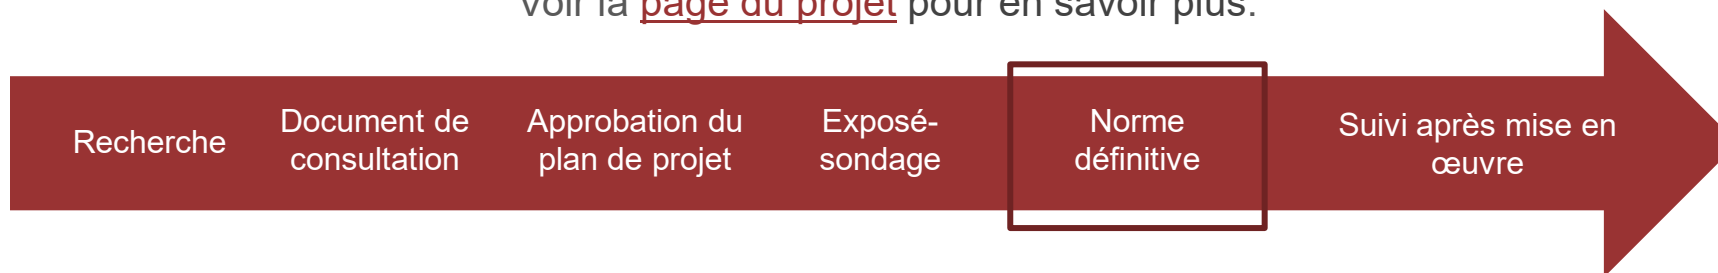 Voir la page du projet pour en savoir plus.
Recherche
Document de
consultation
Approbation du
plan de projet
Exposé-
sondage
Norme
définitive
Suivi après mise en
œuvre